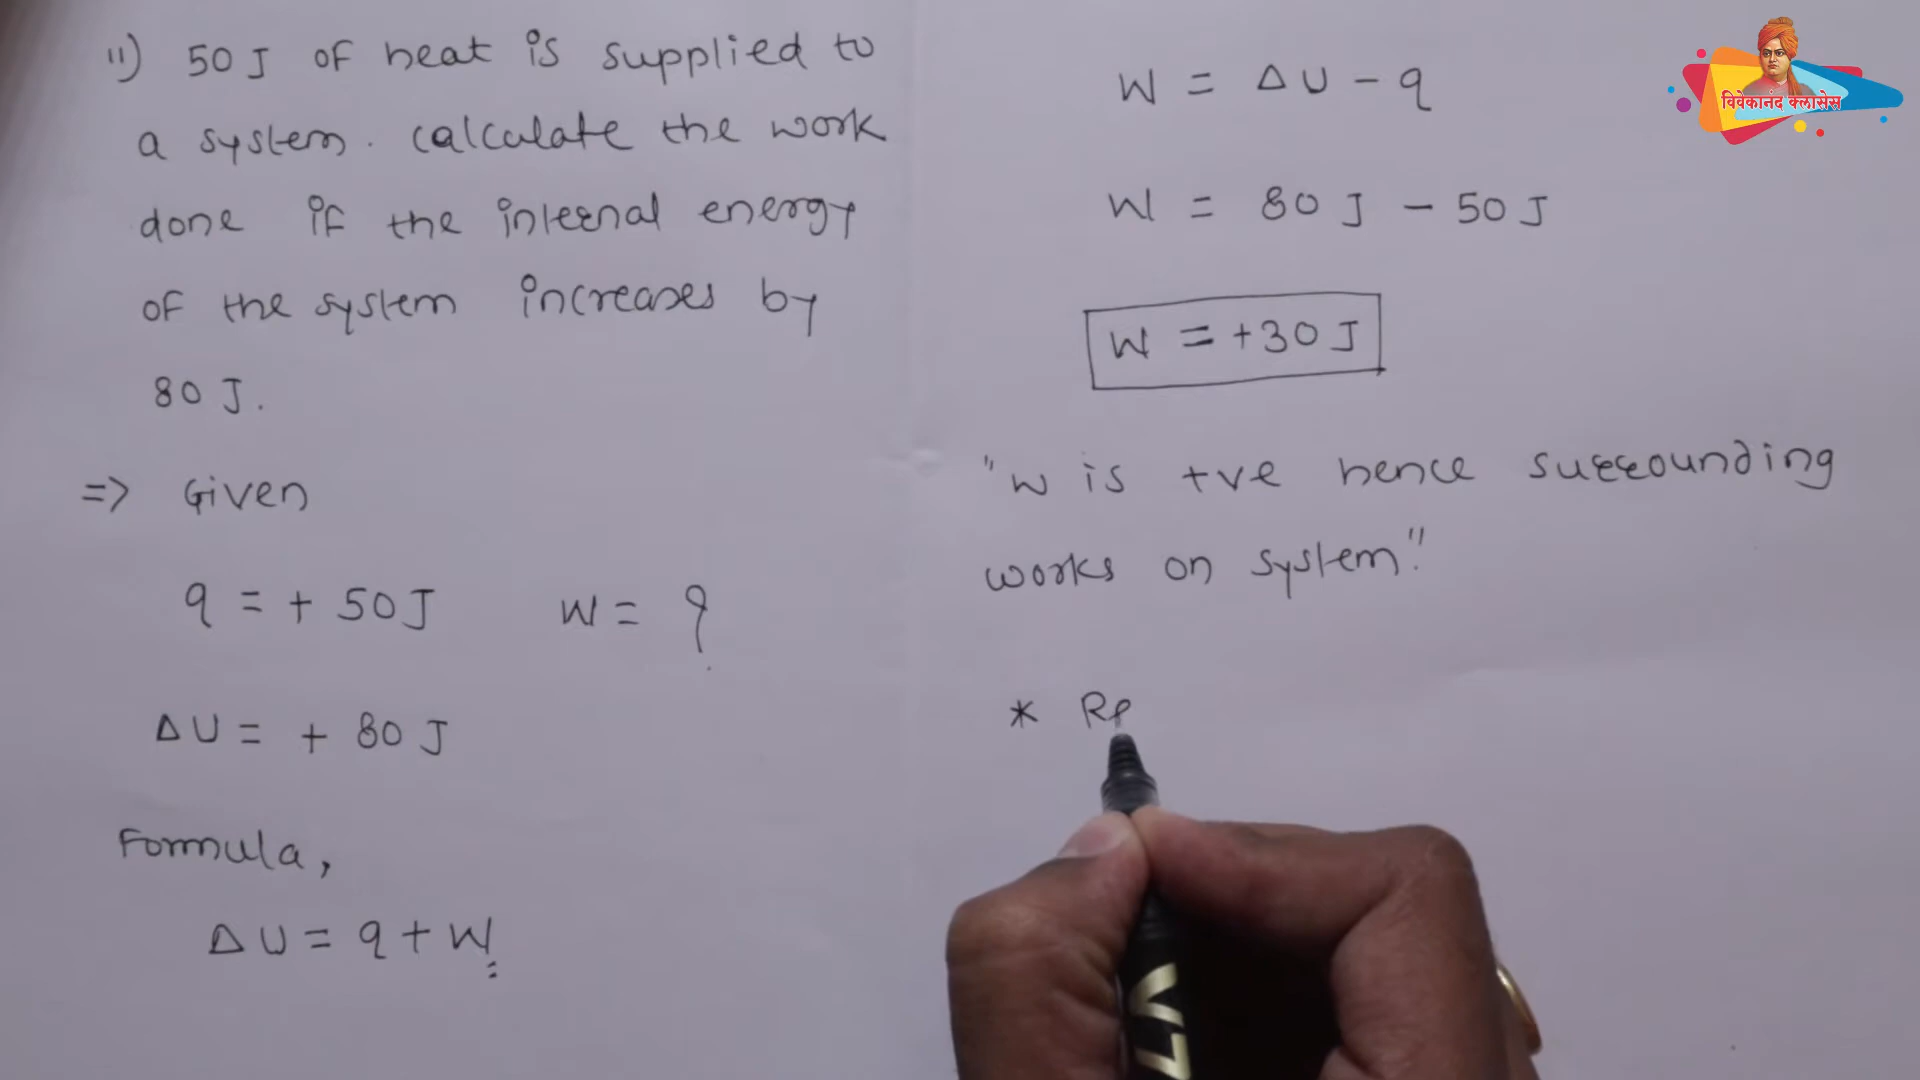 11) 50 J of heat is supplied to
a system. calculate the work
done if the internal energy
of the system increases by
80 J.
=> Given
q = + 50 J W = ?
ΔU = + 80 J
Formula,
ΔU = q + W
W = ΔU - q
W = 80 J - 50 J
W = +30 J
"W is +ve hence surrounding
works on system."
* Re
विवेकानंद क्लासेस
V7